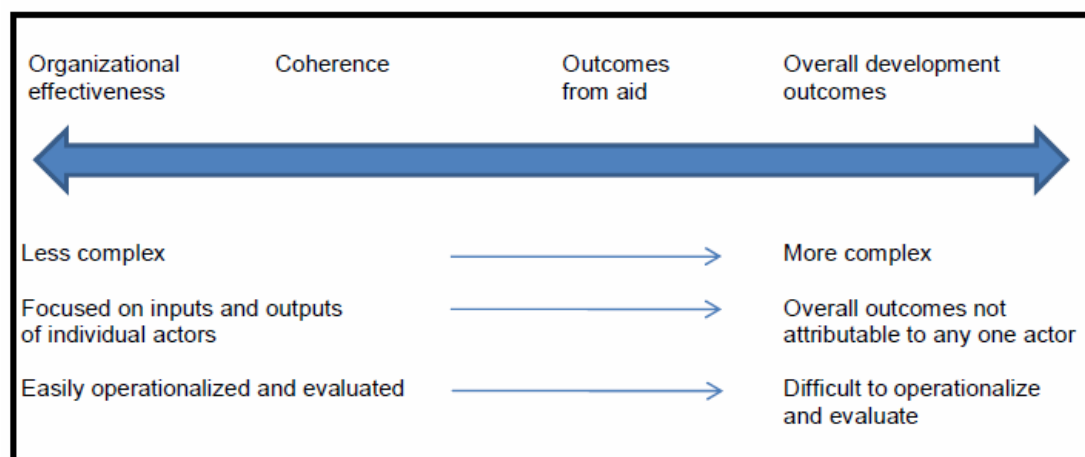 Organizational
effectiveness
Coherence
Outcomes
from aid
Overall development
outcomes
Less complex
More complex
Focused on inputs and outputs
of individual actors
Overall outcomes not
attributable to any one actor
Easily operationalized and evaluated
Difficult to operationalize
and evaluate